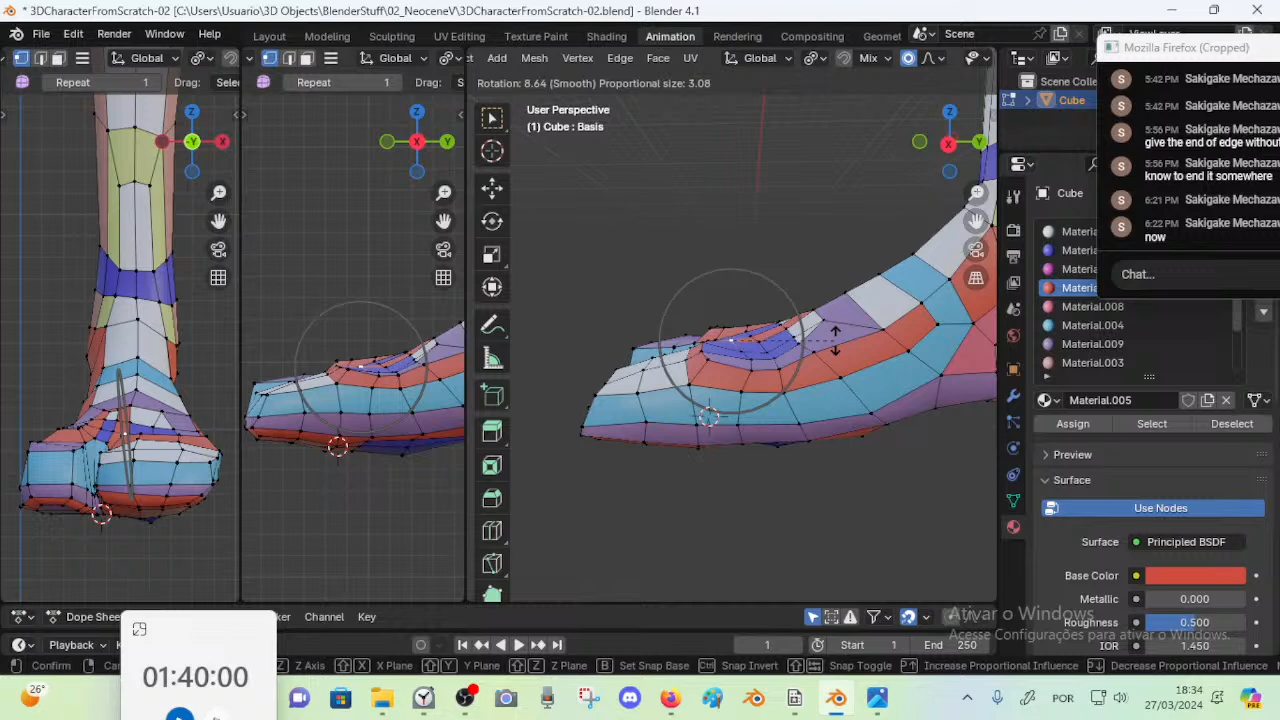 * 3DCharacterFromScratch-02 [C:\Users\Usuario\3D Objects\BlenderStuff\02_NeoceneV\3DCharacterFromScratch-02.blend] - Blender 4.1
File Edit Render Window Help Layout Modeling Sculpting UV Editing Texture Paint Shading Animation Rendering Compositing Geomet Scene
Mozilla Firefox (Cropped)
Global Global Add Mesh Vertex Edge Face UV Global Mix
Repeat 1 Drag: Selec Repeat 1 Drag: S
Rotation: 8.64 (Smooth) Proportional size: 3.08
User Perspective
(1) Cube : Basis
Scene Collec
Cube
S 5:42 PM Sakigake Mechazaw
S 5:42 PM Sakigake Mechazaw
S 5:56 PM Sakigake Mechazaw
give the end of edge without
S 5:56 PM Sakigake Mechazaw
know to end it somewhere
S 6:21 PM Sakigake Mechazaw
S 6:22 PM Sakigake Mechazaw
now
Chat...
Z
-Y X
Z
X Y
Z
X Y
Cube
Material.008
Material.004
Material.009
Material.003
Material.005
Assign Select Deselect
Preview
Surface
Use Nodes
Surface Principled BSDF
Base Color
Metallic 0.000
Roughness 0.500
IOR 1.450
Ativar o Windows
Acesse Configurações para ativar o Windows.
Dope Shee
ker Channel Key
Playback 1 Start 1 End 250
Confirm Z Axis X X Plane Y Y Plane Z Z Plane B Set Snap Base Ctrl Snap Invert Snap Toggle Increase Proportional Influence Decrease Proportional Influence
01:40:00
26°
POR
18:34
27/03/2024
PRE